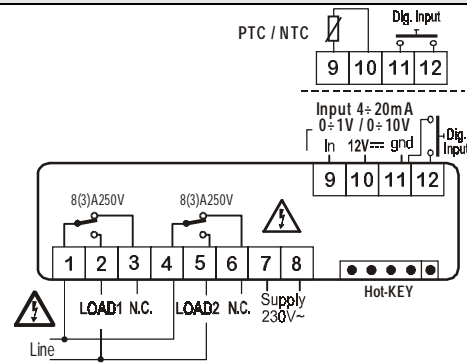 PTC / NTC
Dig. Input
9 10 11 12
Input 4÷20mA
0÷1V / 0÷10V
In 12V⎓ gnd
Dig.
Input
9 10 11 12
8(3)A250V 8(3)A250V
1 2 3 4 5 6 7 8
LOAD1 N.C. LOAD2 N.C. Supply
230V~
Hot-KEY
Line